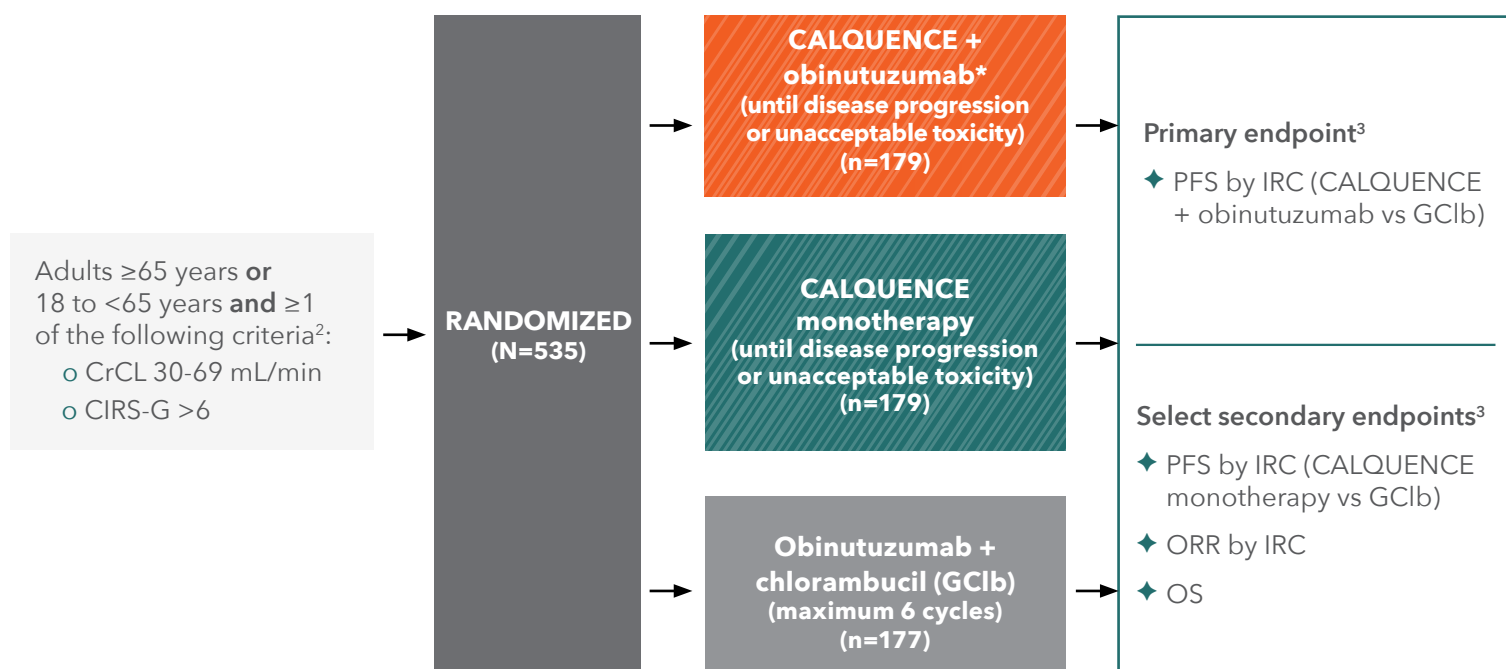 Adults ≥65 years or
18 to <65 years and ≥1
of the following criteria²:
o CrCL 30-69 mL/min
o CIRS-G >6
RANDOMIZED
(N=535)
CALQUENCE +
obinutuzumab*
(until disease progression
or unacceptable toxicity)
(n=179)
CALQUENCE
monotherapy
(until disease progression
or unacceptable toxicity)
(n=179)
Obinutuzumab +
chlorambucil (GClb)
(maximum 6 cycles)
(n=177)
Primary endpoint³
✦ PFS by IRC (CALQUENCE
+ obinutuzumab vs GClb)
Select secondary endpoints³
✦ PFS by IRC (CALQUENCE
monotherapy vs GClb)
✦ ORR by IRC
✦ OS